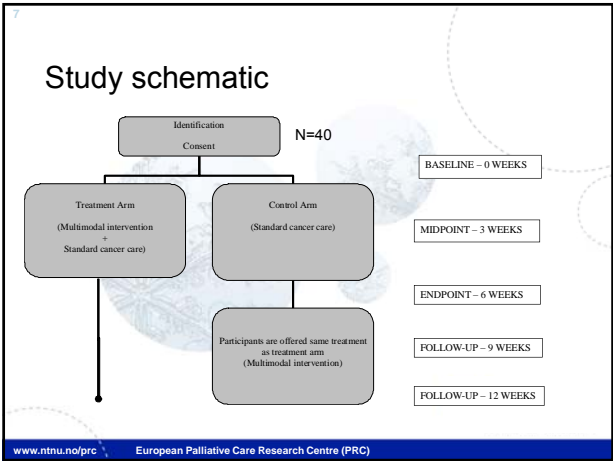 7
Study schematic
Identification
Consent
N=40
BASELINE – 0 WEEKS
Treatment Arm
(Multimodal intervention
+
Standard cancer care)
Control Arm
(Standard cancer care)
MIDPOINT – 3 WEEKS
ENDPOINT – 6 WEEKS
Participants are offered same treatment
as treatment arm
(Multimodal intervention)
FOLLOW-UP – 9 WEEKS
FOLLOW-UP – 12 WEEKS
www.ntnu.no/prc European Palliative Care Research Centre (PRC)